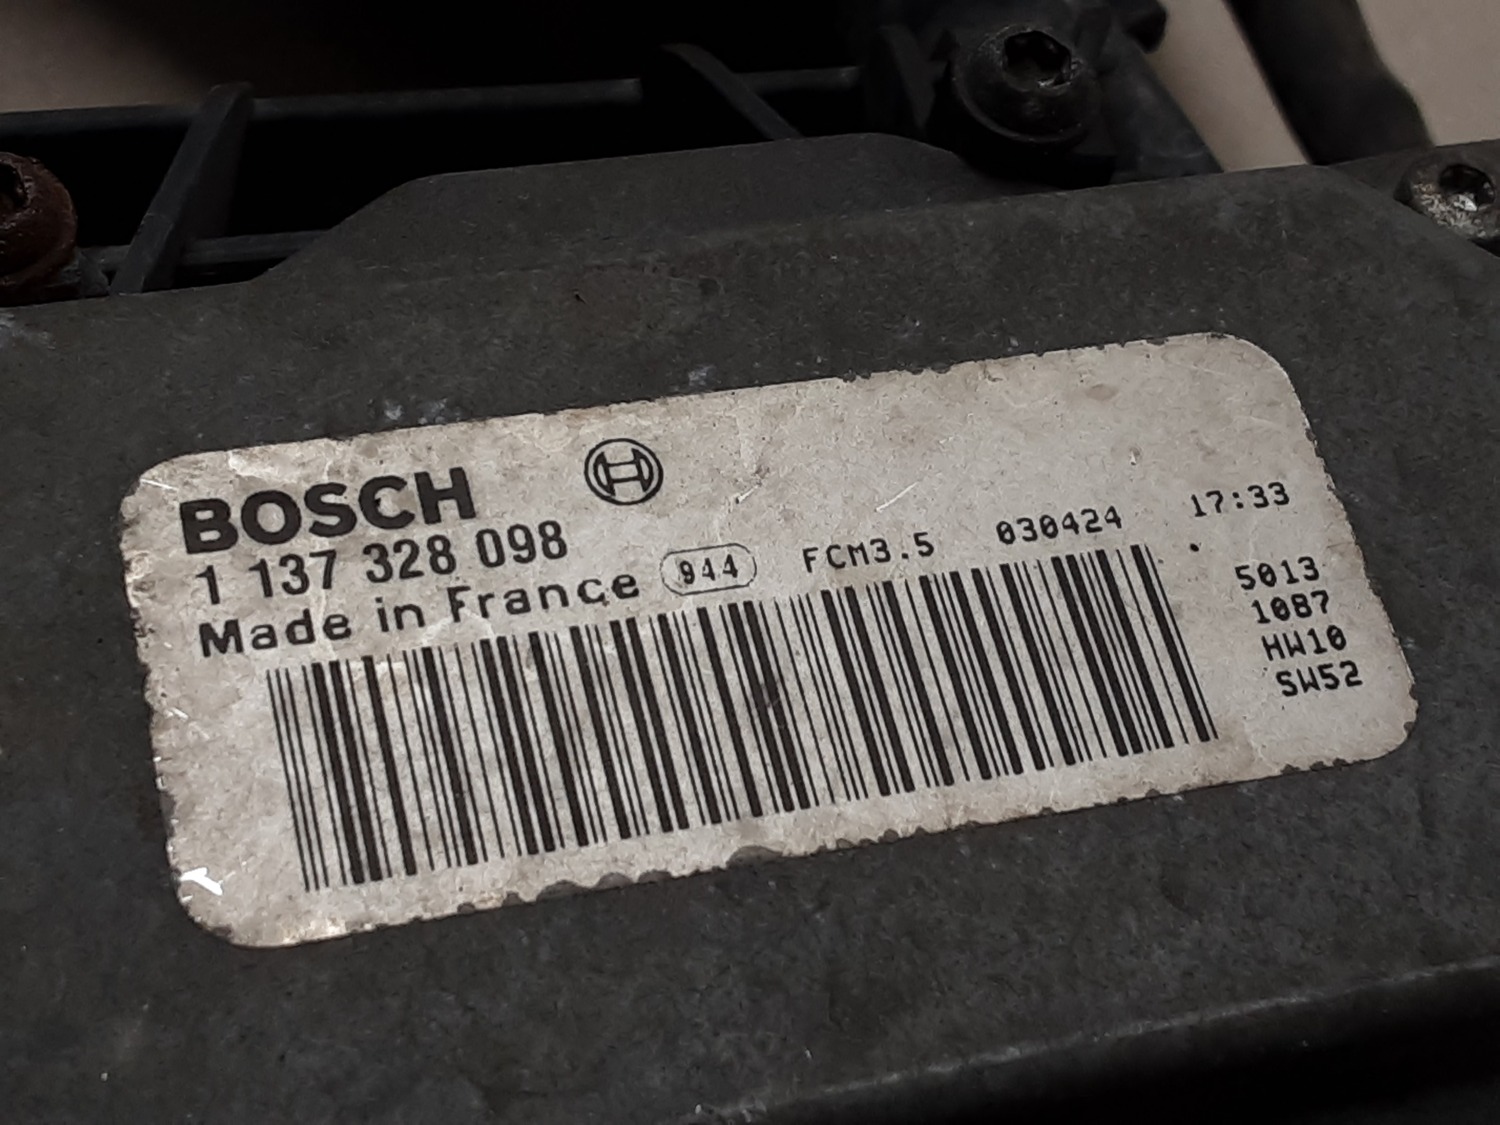 BOSCH
1 137 328 098
Made in France 944 FCM3.5 030424 17:33
5013
1087
HW10
SW52